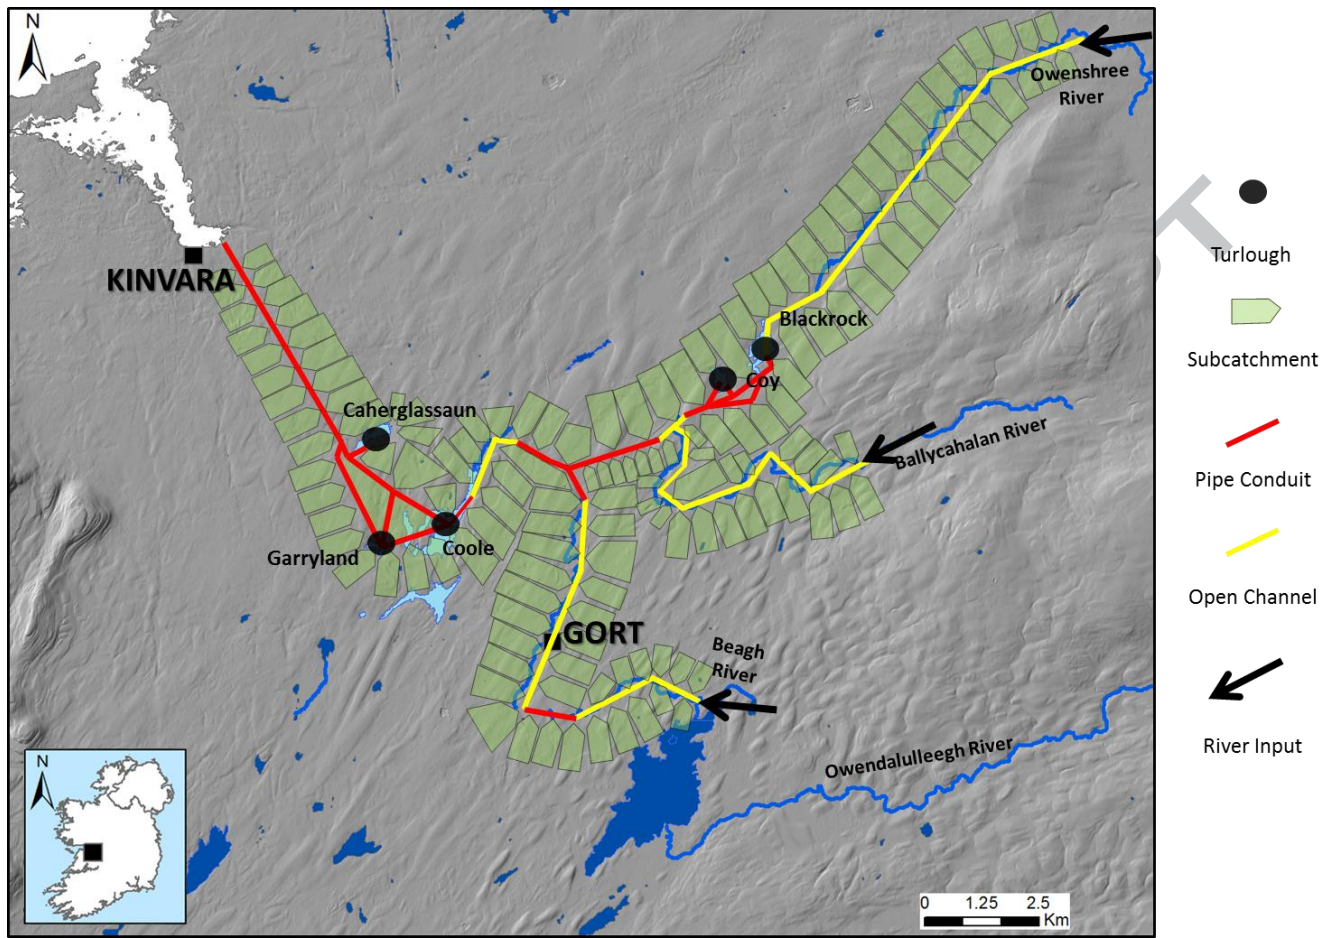 N
Owenshree
River
KINVARA
Blackrock
Coy
Caherglassaun
Ballycahalan River
Garryland
Coole
GORT
Beagh
River
Owendalulleegh River
N
0 1.25 2.5
Km
T
Turlough
Subcatchment
Pipe Conduit
Open Channel
River Input